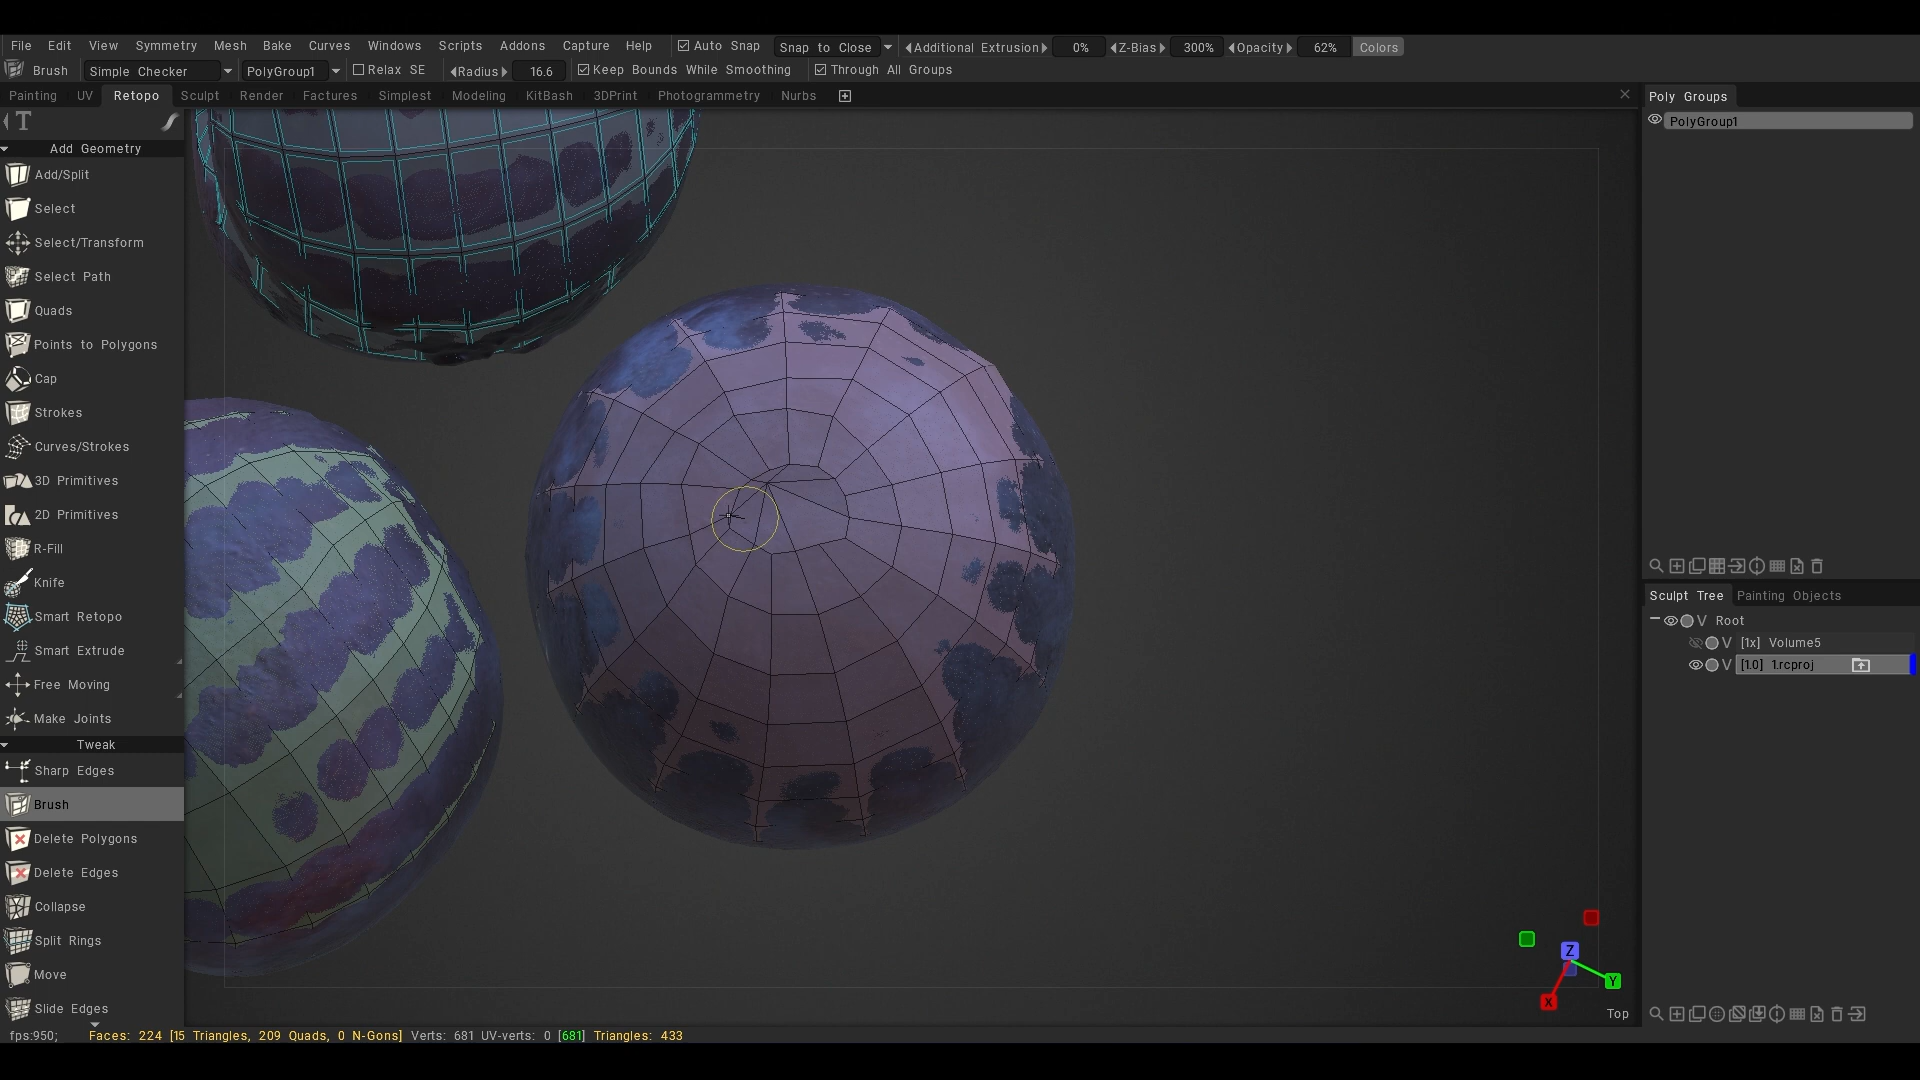 File Edit View Symmetry Mesh Bake Curves Windows Scripts Addons Capture Help Auto Snap Snap to Close Additional Extrusion 0% Z-Bias 300% Opacity 62% Colors
Brush Simple Checker PolyGroup1 Relax SE Radius 16.6 Keep Bounds While Smoothing Through All Groups
Painting UV Retopo Sculpt Render Factures Simplest Modeling KitBash 3DPrint Photogrammetry Nurbs
Poly Groups
PolyGroup1
T
Add Geometry
Add/Split
Select
Select/Transform
Select Path
Quads
Points to Polygons
Cap
Strokes
Curves/Strokes
3D Primitives
2D Primitives
R-Fill
Knife
Smart Retopo
Smart Extrude
Free Moving
Make Joints
Tweak
Sharp Edges
Brush
Delete Polygons
Delete Edges
Collapse
Split Rings
Move
Slide Edges
Sculpt Tree Painting Objects
V Root
V [1x] Volume5
V [1.0] 1.rcproj
Z
Y
X
Top
fps:950; Faces: 224 [15 Triangles, 209 Quads, 0 N-Gons] Verts: 681 UV-verts: 0 [681] Triangles: 433